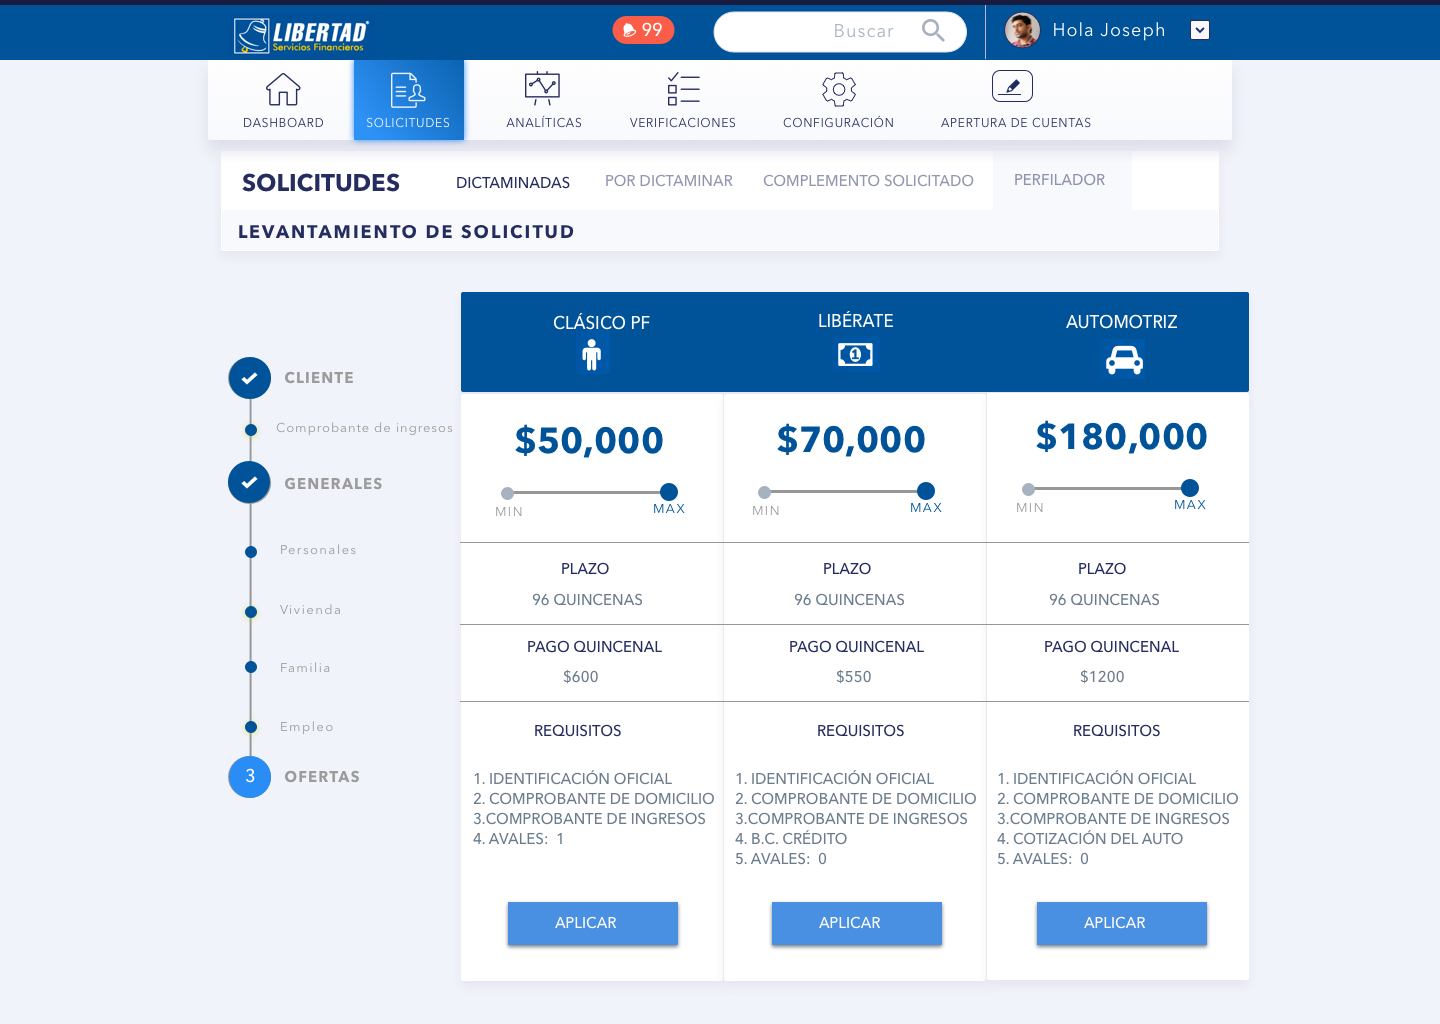 LIBERTAD
Servicios Financieros
99
Buscar
Hola Joseph
DASHBOARD
SOLICITUDES
ANALÍTICAS
VERIFICACIONES
CONFIGURACIÓN
APERTURA DE CUENTAS
SOLICITUDES
DICTAMINADAS
POR DICTAMINAR
COMPLEMENTO SOLICITADO
PERFILADOR
LEVANTAMIENTO DE SOLICITUD
CLIENTE
Comprobante de ingresos
GENERALES
Personales
Vivienda
Familia
Empleo
3
OFERTAS
CLÁSICO PF
$50,000
MIN
MAX
PLAZO
96 QUINCENAS
PAGO QUINCENAL
$600
REQUISITOS
1. IDENTIFICACIÓN OFICIAL
2. COMPROBANTE DE DOMICILIO
3.COMPROBANTE DE INGRESOS
4. AVALES:  1
APLICAR
LIBÉRATE
1
$70,000
MIN
MAX
PLAZO
96 QUINCENAS
PAGO QUINCENAL
$550
REQUISITOS
1. IDENTIFICACIÓN OFICIAL
2. COMPROBANTE DE DOMICILIO
3.COMPROBANTE DE INGRESOS
4. B.C. CRÉDITO
5. AVALES:  0
APLICAR
AUTOMOTRIZ
$180,000
MIN
MAX
PLAZO
96 QUINCENAS
PAGO QUINCENAL
$1200
REQUISITOS
1. IDENTIFICACIÓN OFICIAL
2. COMPROBANTE DE DOMICILIO
3.COMPROBANTE DE INGRESOS
4. COTIZACIÓN DEL AUTO
5. AVALES:  0
APLICAR